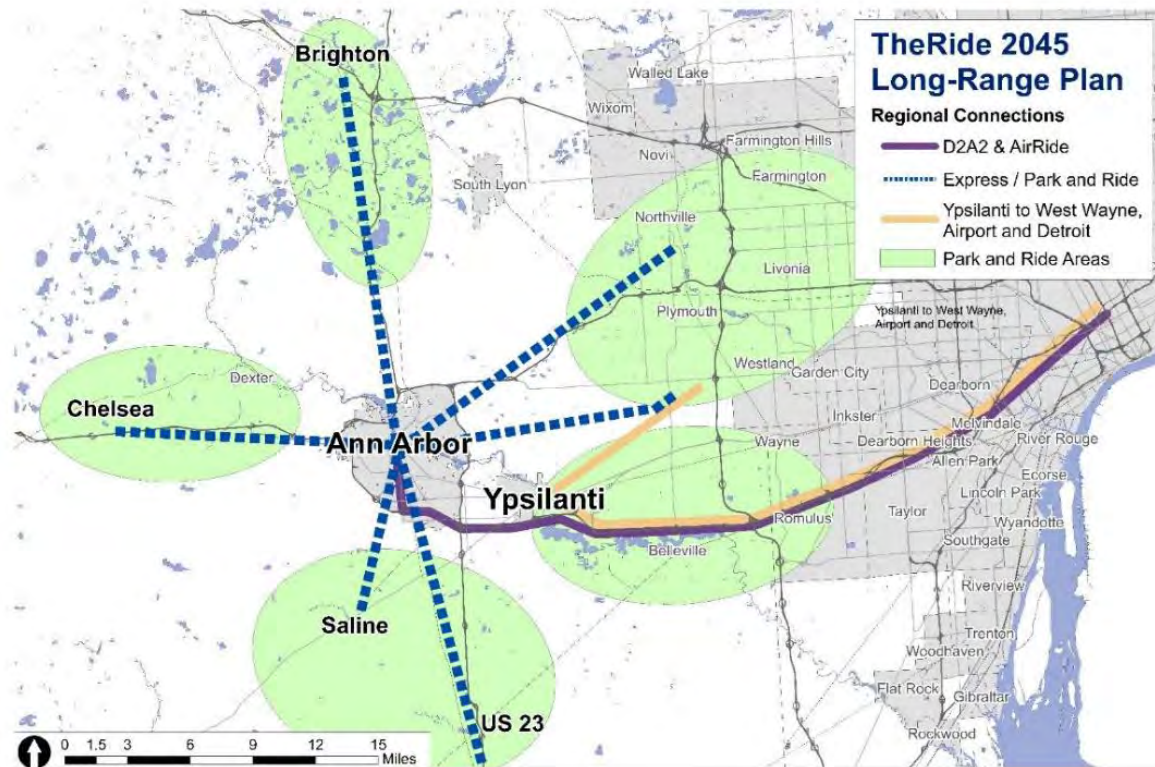 TheRide 2045
Long-Range Plan
Regional Connections
D2A2 & AirRide
Express / Park and Ride
Ypsilanti to West Wayne,
Airport and Detroit
Park and Ride Areas
Brighton
Walled Lake
Wixom
Farmington Hills
Novi
Farmington
South Lyon
Northville
Livonia
Plymouth
Ypsilanti to West Wayne,
Airport and Detroit
Westland
Garden City
Dexter
Dearborn
Chelsea
Inkster
Melvindale
Ann Arbor
Wayne
Dearborn Heights
River Rouge
Allen Park
Ecorse
Ypsilanti
Lincoln Park
Romulus
Taylor
Wyandotte
Southgate
Belleville
Riverview
Saline
Trenton
Woodhaven
Flat Rock
Gibraltar
US 23
Rockwood
0 1.5 3 6 9 12 15
Miles